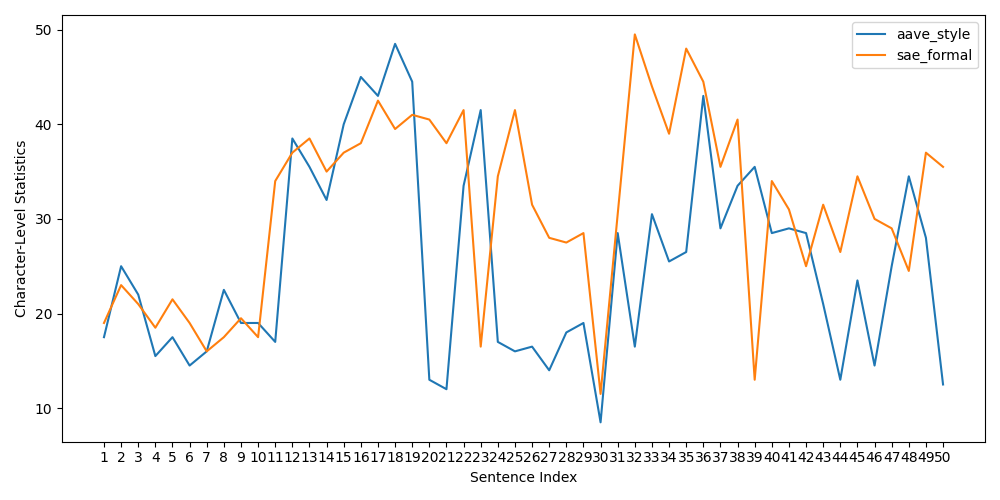 50
40
30
20
10
Character-Level Statistics
aave_style
sae_formal
1 2 3 4 5 6 7 8 9 10 11 12 13 14 15 16 17 18 19 20 21 22 23 24 25 26 27 28 29 30 31 32 33 34 35 36 37 38 39 40 41 42 43 44 45 46 47 48 49 50
Sentence Index